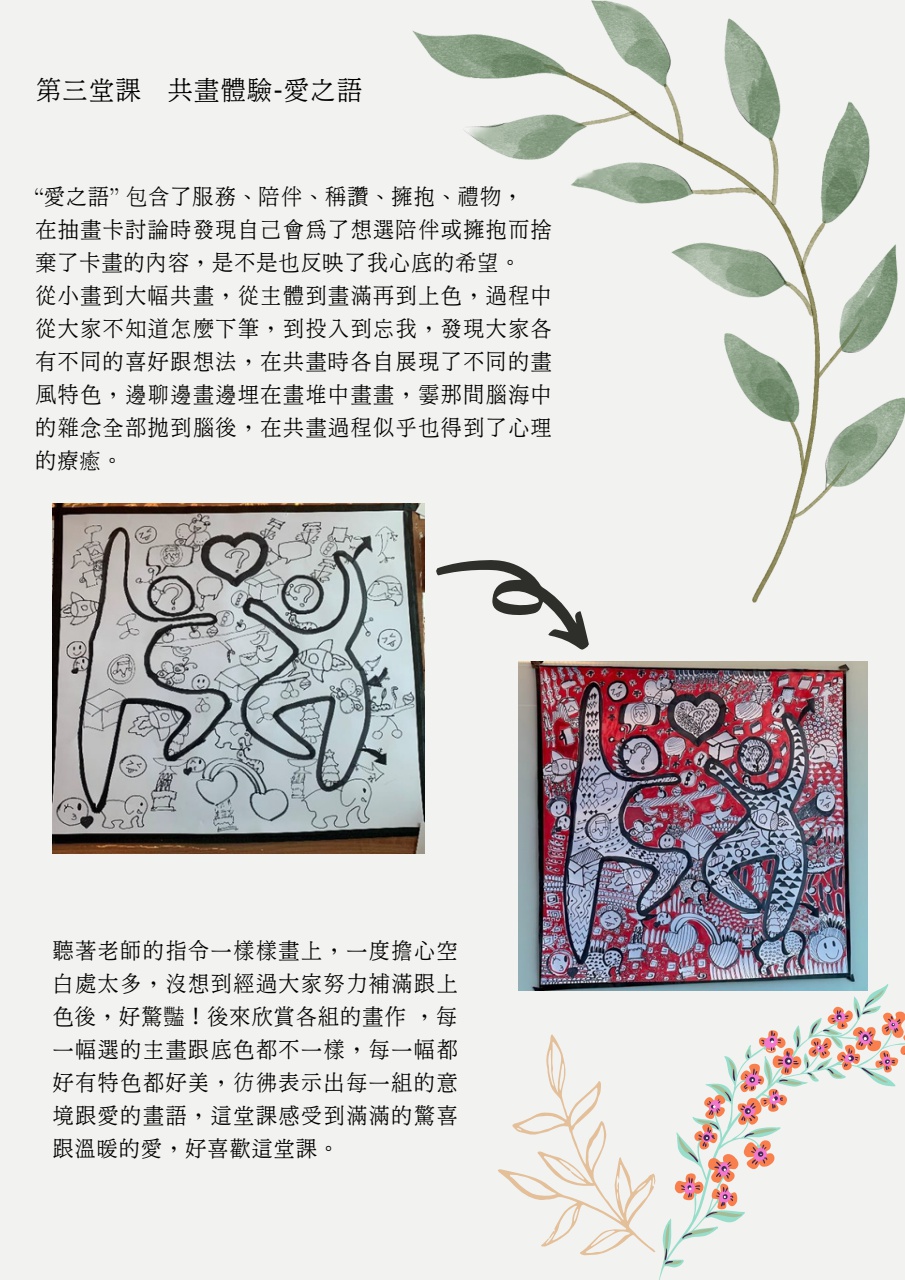 第三堂課　共畫體驗-愛之語
“愛之語” 包含了服務、陪伴、稱讚、擁抱、禮物，
在抽畫卡討論時發現自己會爲了想選陪伴或擁抱而捨
棄了卡畫的內容，是不是也反映了我心底的希望。
從小畫到大幅共畫，從主體到畫滿再到上色，過程中
從大家不知道怎麼下筆，到投入到忘我，發現大家各
有不同的喜好跟想法，在共畫時各自展現了不同的畫
風特色，邊聊邊畫邊埋在畫堆中畫畫，霎那間腦海中
的雜念全部拋到腦後，在共畫過程似乎也得到了心理
的療癒。
?
?
?
?
?
聽著老師的指令一樣樣畫上，一度擔心空
白處太多，沒想到經過大家努力補滿跟上
色後，好驚豔！後來欣賞各組的畫作 ，每
一幅選的主畫跟底色都不一樣，每一幅都
好有特色都好美，彷彿表示出每一組的意
境跟愛的畫語，這堂課感受到滿滿的驚喜
跟溫暖的愛，好喜歡這堂課。